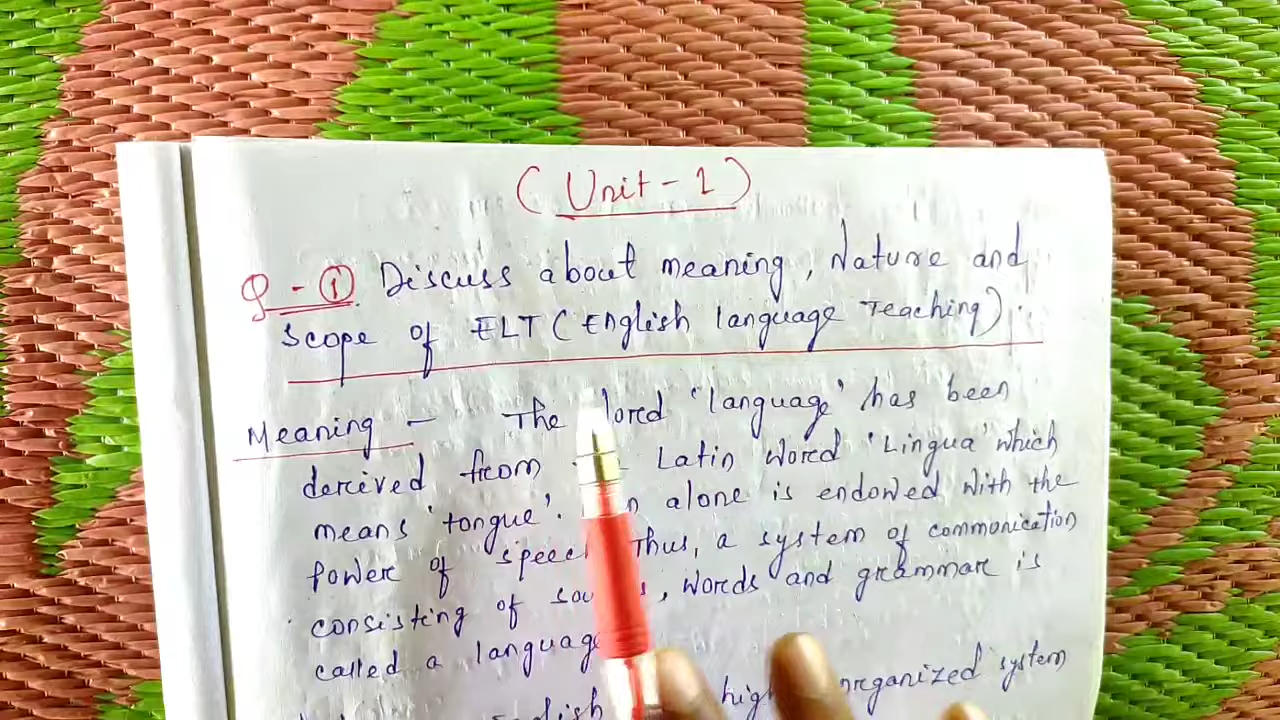 (Unit-1)
Q-① Discuss about meaning, Nature and
scope of ELT (English language Teaching).
Meaning - The word 'language' has been
derived from Latin word 'Lingua' which
means 'tongue'. alone is endowed with the
power of Thus, a system of communication
consisting of , words and grammar is
called a
organized system